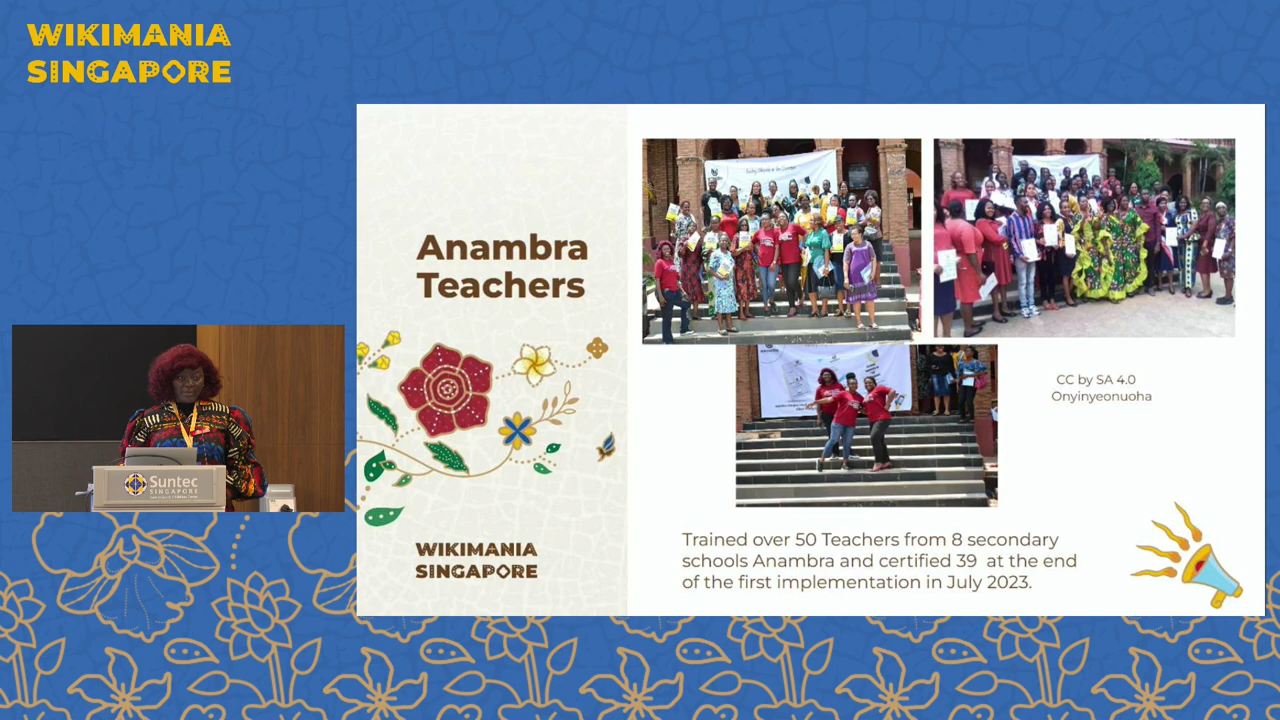 WIKIMANIA
SINGAPORE
Anambra
Teachers
CC by SA 4.0
Onyinyeonuoha
Suntec
SINGAPORE
WIKIMANIA
SINGAPORE
Trained over 50 Teachers from 8 secondary
schools Anambra and certified 39 at the end
of the first implementation in July 2023.